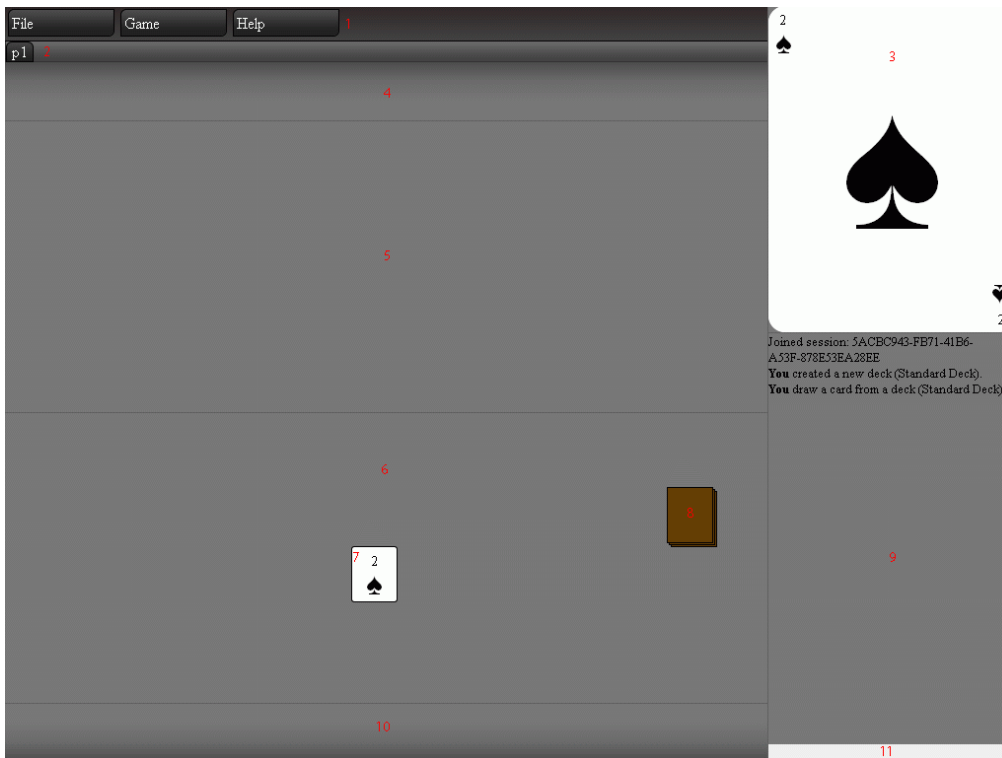 File Game Help 1
p1 2
2
3
4
5
2
Joined session: 5ACBC943-FB71-41B6-
A53F-878E53EA28EE
You created a new deck (Standard Deck).
You draw a card from a deck (Standard Deck)
6
8
7 2
9
10
11